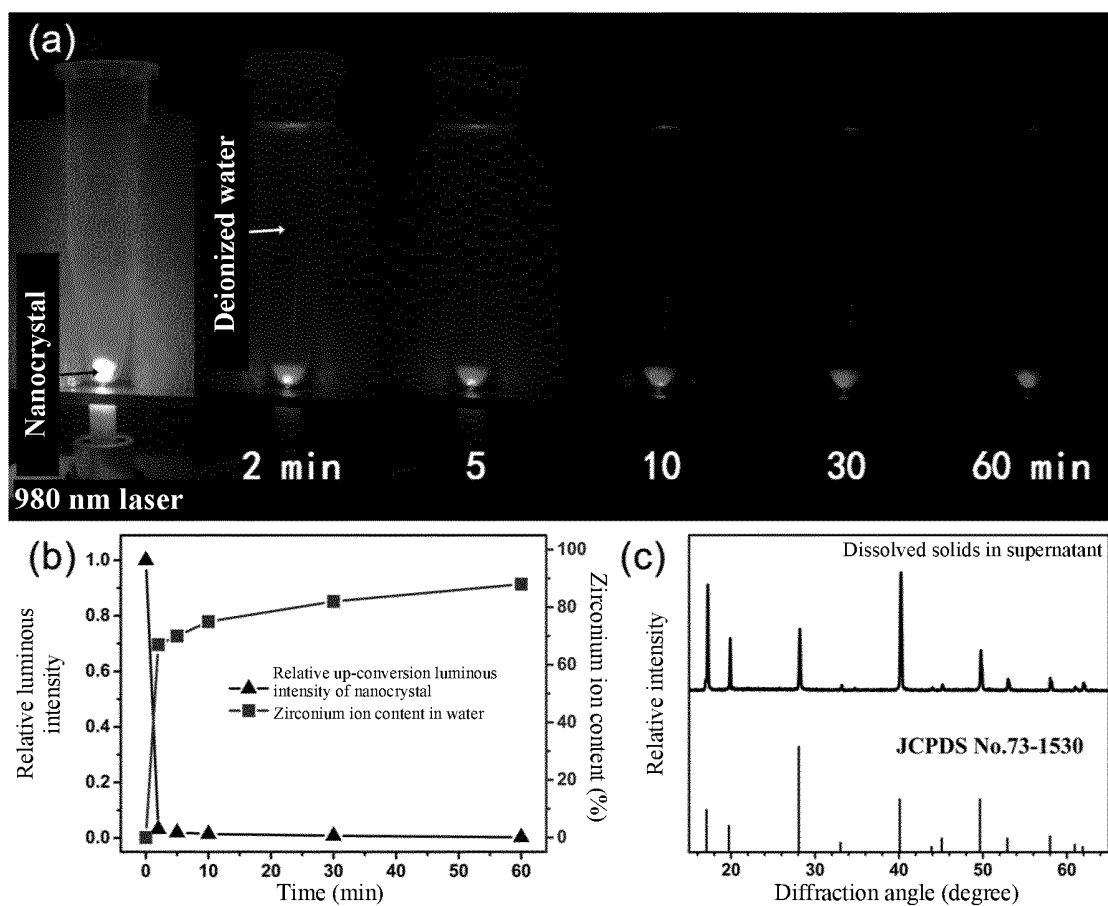 (a)
Nanocrystal
Deionized water
2 min
5
10
30
60 min
980 nm laser
(b)
Relative luminous
intensity
1.0
0.8
0.6
0.4
0.2
0.0
Relative up-conversion luminous
intensity of nanocrystal
Zirconium ion content in water
100
80
60
40
20
0
Zirconium ion content (%)
0
10
20
30
40
50
60
Time (min)
(c)
Dissolved solids in supernatant
Relative intensity
JCPDS No.73-1530
20
30
40
50
60
Diffraction angle (degree)